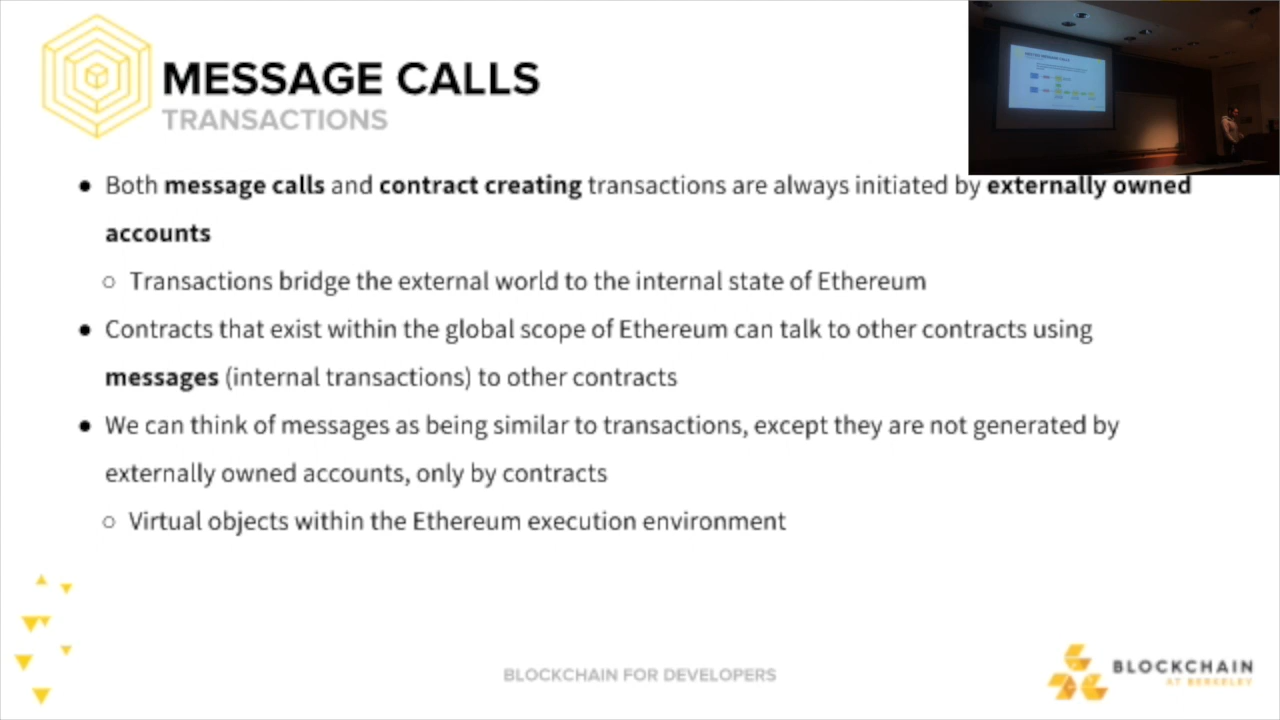 MESSAGE CALLS
TRANSACTIONS
● Both message calls and contract creating transactions are always initiated by externally owned
accounts
○ Transactions bridge the external world to the internal state of Ethereum
● Contracts that exist within the global scope of Ethereum can talk to other contracts using
messages (internal transactions) to other contracts
● We can think of messages as being similar to transactions, except they are not generated by
externally owned accounts, only by contracts
○ Virtual objects within the Ethereum execution environment
BLOCKCHAIN FOR DEVELOPERS
BLOCKCHAIN
AT BERKELEY